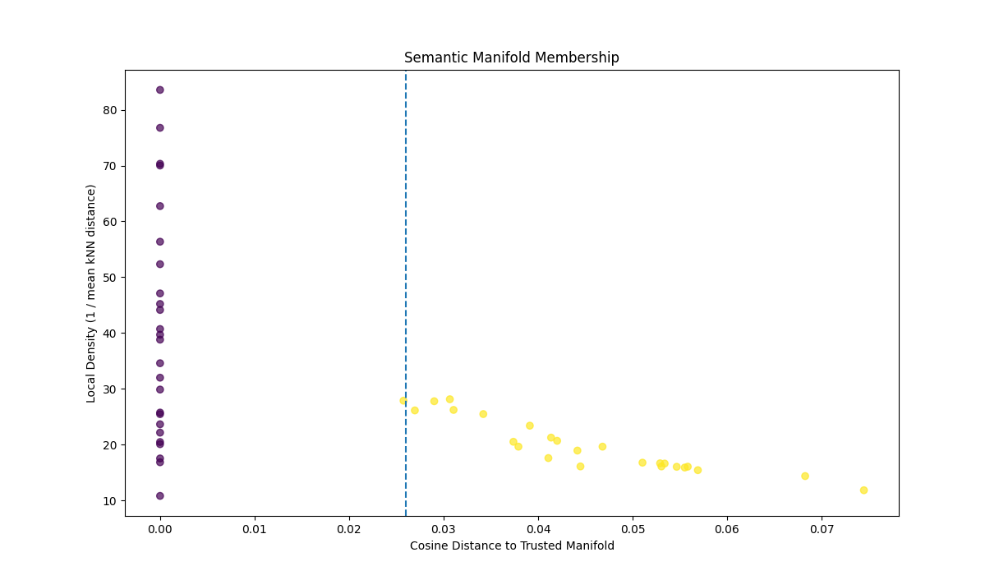 Semantic Manifold Membership
80
70
60
50
40
30
20
10
Local Density (1 / mean kNN distance)
0.00 0.01 0.02 0.03 0.04 0.05 0.06 0.07
Cosine Distance to Trusted Manifold